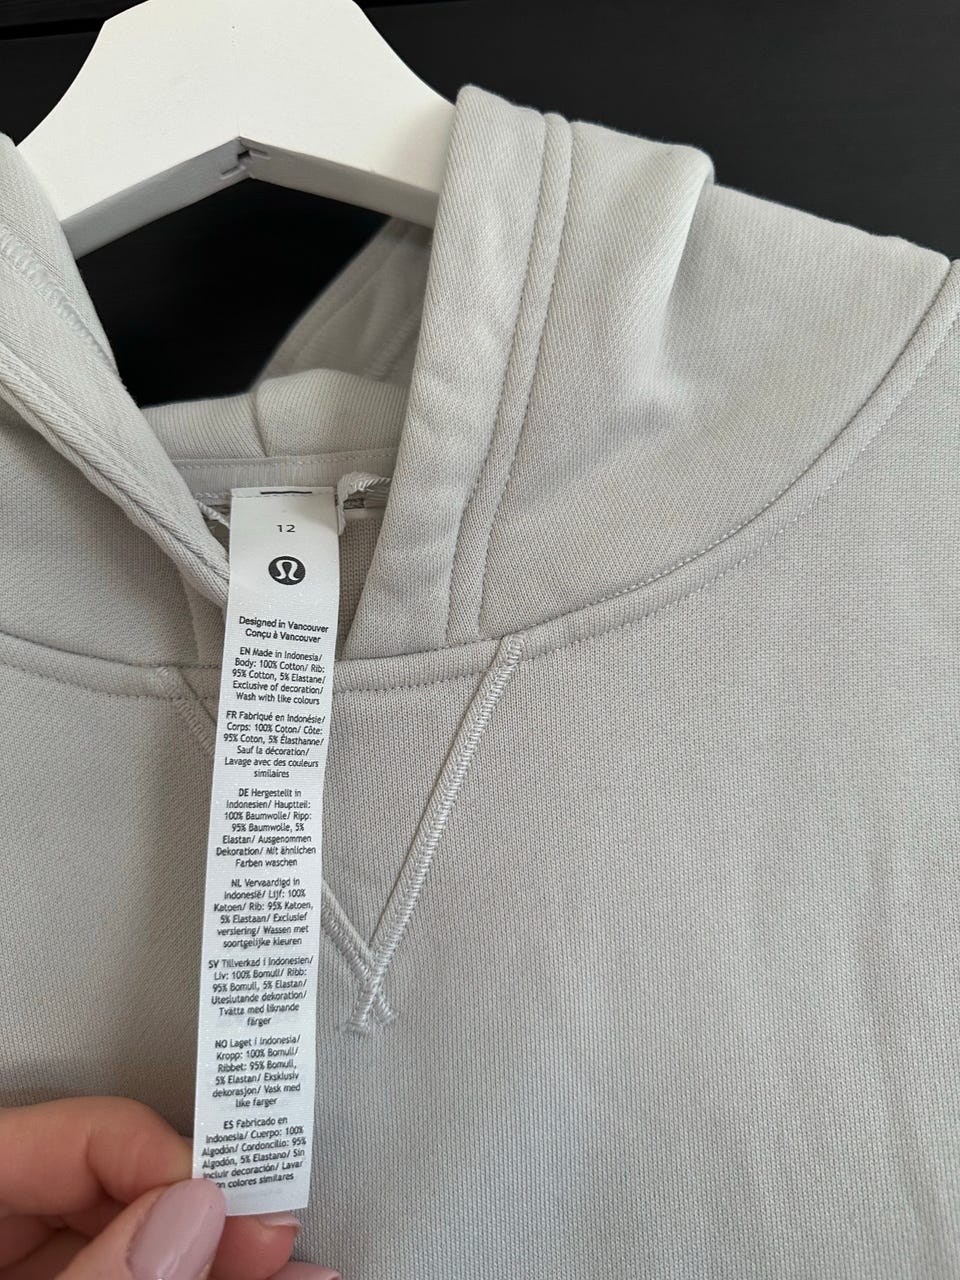 12
Designed in Vancouver
Conçu à Vancouver
EN Made in Indonesia/
Body: 100% Cotton/ Rib:
95% Cotton, 5% Elastane/
Exclusive of decoration/
Wash with like colours
FR Fabriqué en Indonésie/
Corps: 100% Coton/ Côte:
95% Coton, 5% Élasthanne/
Sauf la décoration/
Lavage avec des couleurs
similaires
DE Hergestellt in
Indonesien/ Hauptteil:
100% Baumwolle/ Ripp:
95% Baumwolle, 5%
Elastan/ Ausgenommen
Dekoration/ Mit ähnlichen
Farben waschen
NL Vervaardigd in
Indonesië/ Lijf: 100%
Katoen/ Rib: 95% Katoen,
5% Elastaan/ Exclusief
versiering/ Wassen met
soortgelijke kleuren
SV Tillverkad i Indonesien/
Liv: 100% Bomull/ Ribb:
95% Bomull, 5% Elastan/
Uteslutande dekoration/
Tvätta med liknande
färger
NO Laget i Indonesia/
Kropp: 100% Bomull/
Ribbet: 95% Bomull,
5% Elastan/ Eksklusiv
dekorasjon/ Vask med
like farger
ES Fabricado en
Indonesia/ Cuerpo: 100%
Algodón/ Cordoncillo: 95%
Algodón, 5% Elastano/ Sin
incluir decoración/ Lavar
colores similares